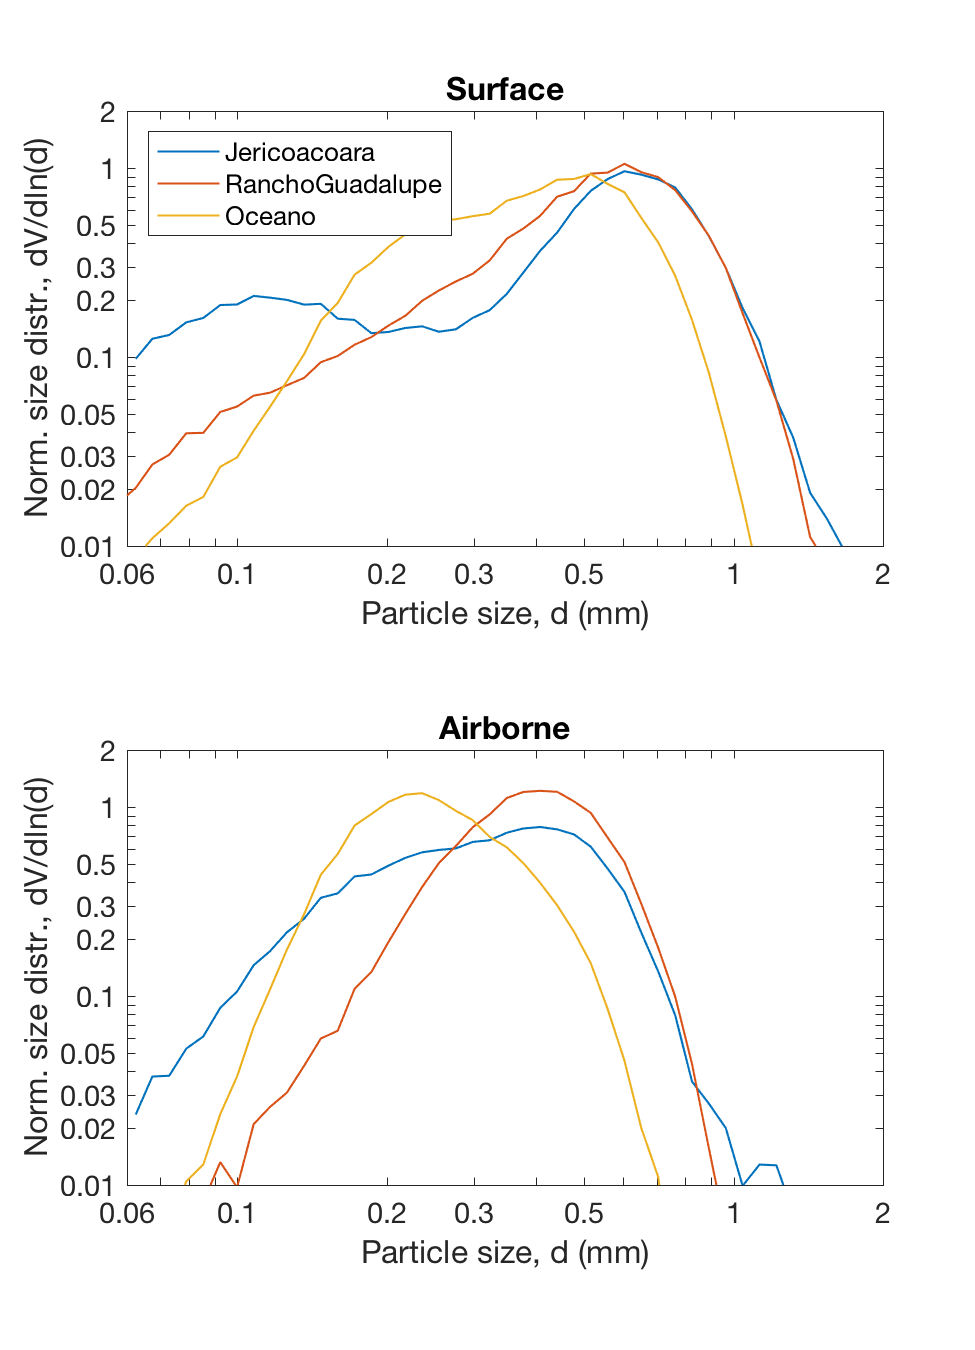 Surface
Norm. size distr., dV/dln(d)
2
1
0.5
0.3
0.2
0.1
0.05
0.03
0.02
0.01
Jericoacoara
RanchoGuadalupe
Oceano
0.06 0.1 0.2 0.3 0.5 1 2
Particle size, d (mm)
Airborne
Norm. size distr., dV/dln(d)
2
1
0.5
0.3
0.2
0.1
0.05
0.03
0.02
0.01
0.06 0.1 0.2 0.3 0.5 1 2
Particle size, d (mm)